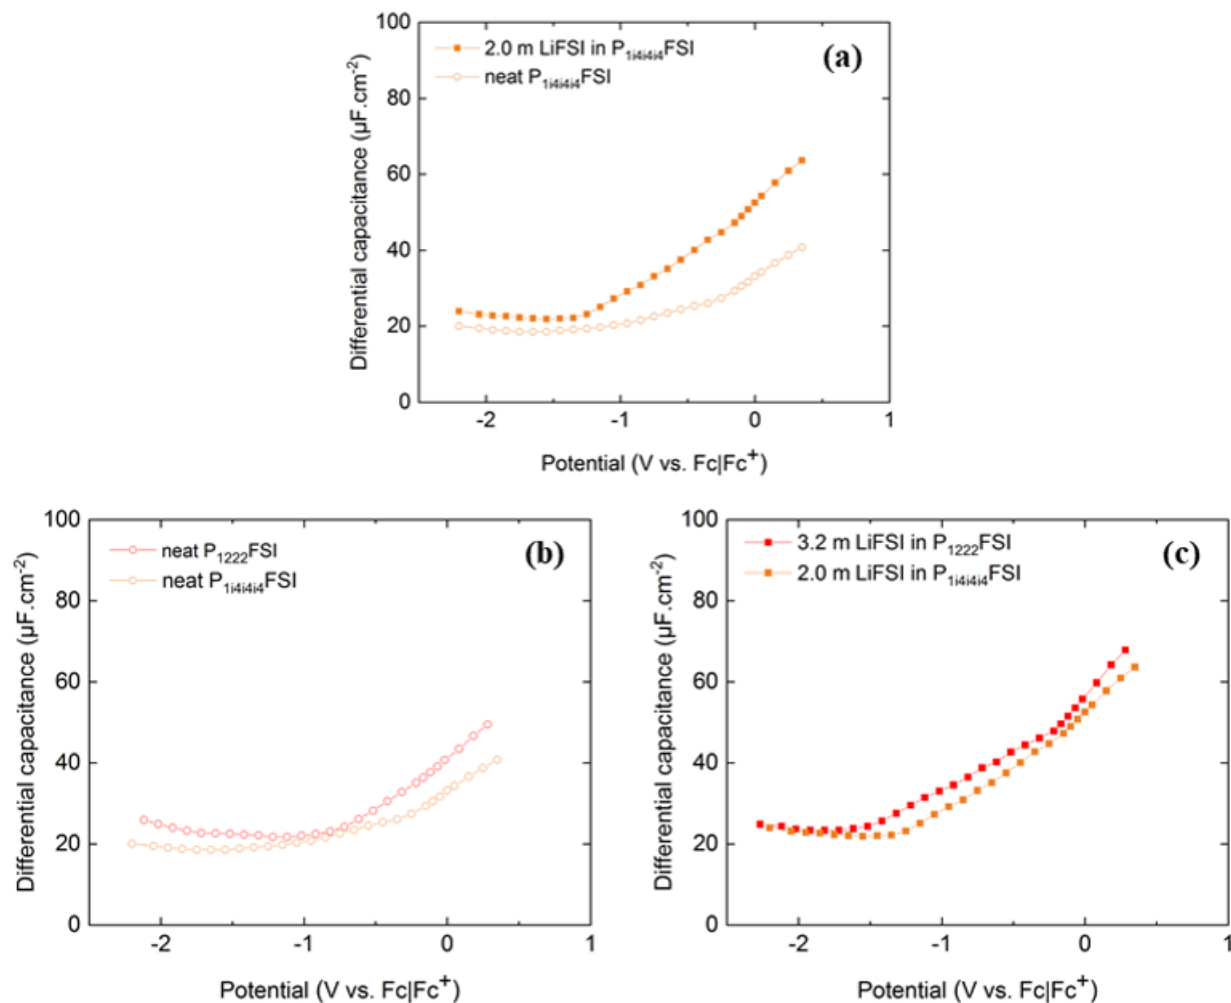 100
80
60
40
20
0
Differential capacitance (µF.cm⁻²)
2.0 m LiFSI in P₁ᵢ₄ᵢ₄ᵢ₄FSI
neat P₁ᵢ₄ᵢ₄ᵢ₄FSI
(a)
-2 -1 0 1
Potential (V vs. Fc|Fc⁺)
100
80
60
40
20
0
Differential capacitance (µF.cm⁻²)
neat P₁₂₂₂FSI
neat P₁ᵢ₄ᵢ₄ᵢ₄FSI
(b)
-2 -1 0 1
Potential (V vs. Fc|Fc⁺)
100
80
60
40
20
0
Differential capacitance (µF.cm⁻²)
3.2 m LiFSI in P₁₂₂₂FSI
2.0 m LiFSI in P₁ᵢ₄ᵢ₄ᵢ₄FSI
(c)
-2 -1 0 1
Potential (V vs. Fc|Fc⁺)